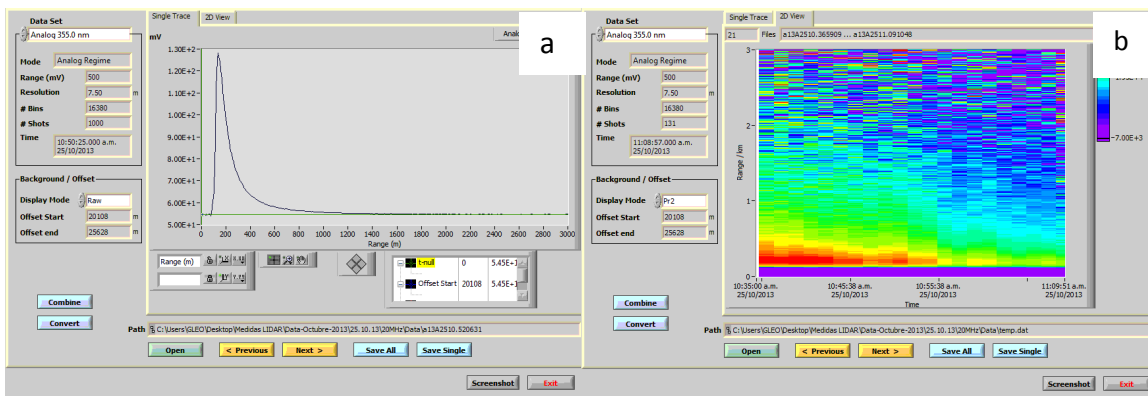 Data Set
Analog 355.0 nm
Mode Analog Regime
Range (mV) 500
Resolution 7.50 m
# Bins 16380
# Shots 1000
Time 10:50:25.000 a.m.
25/10/2013
Background / Offset
Display Mode Raw
Offset Start 20108 m
Offset end 25628 m
Combine
Convert
Single Trace 2D View
mV
Analo
a
1.30E+2
1.20E+2
1.10E+2
1.00E+2
9.00E+1
8.00E+1
7.00E+1
6.00E+1
5.00E+1
0 200 400 600 800 1000 1200 1400 1600 1800 2000 2200 2400 2600 2800 3000
Range (m)
Range (m)
t-null 0 5.45E+1
Offset Start 20108 5.45E+1
Path C:\Users\GLEO\Desktop\Medidas LIDAR\Data-Octubre-2013\25.10.13\20MHz\Data\a13A2510.520631
Open < Previous Next > Save All Save Single
Screenshot Exit
Data Set
Analog 355.0 nm
Mode Analog Regime
Range (mV) 500
Resolution 7.50 m
# Bins 16380
# Shots 131
Time 11:08:57.000 a.m.
25/10/2013
Background / Offset
Display Mode Pr2
Offset Start 20108 m
Offset end 25628 m
Combine
Convert
Single Trace 2D View
21 Files a13A2510.365909 ... a13A2511.091048
b
3
2
1
0
Range / km
-7.00E+3
10:35:00 a.m. 10:45:38 a.m. 10:55:38 a.m. 11:09:51 a.m.
25/10/2013 25/10/2013 25/10/2013 25/10/2013
Time
Path C:\Users\GLEO\Desktop\Medidas LIDAR\Data-Octubre-2013\25.10.13\20MHz\Data\temp.dat
Open < Previous Next > Save All Save Single
Screenshot Exit